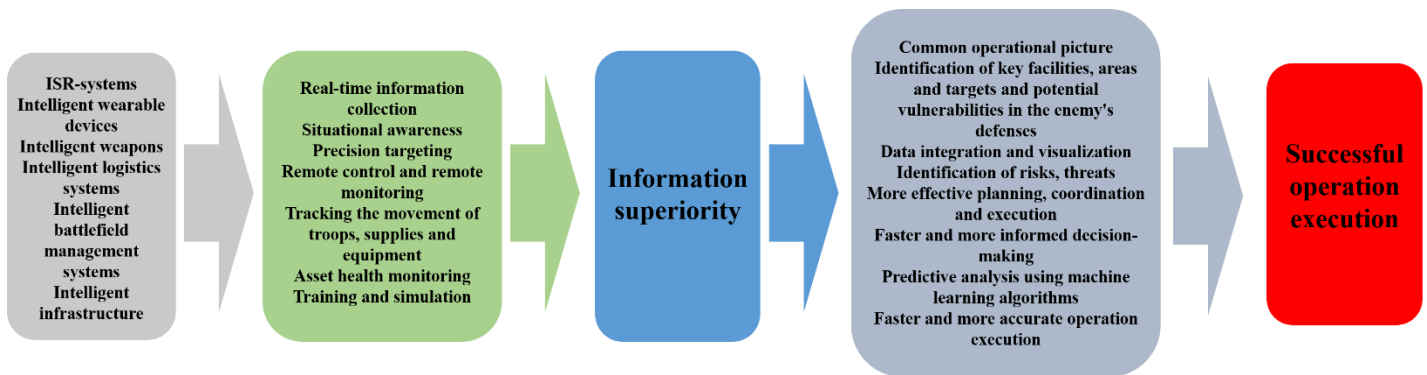 ISR-systems
Intelligent wearable
devices
Intelligent weapons
Intelligent logistics
systems
Intelligent
battlefield
management
systems
Intelligent
infrastructure
Real-time information
collection
Situational awareness
Precision targeting
Remote control and remote
monitoring
Tracking the movement of
troops, supplies and
equipment
Asset health monitoring
Training and simulation
Information
superiority
Common operational picture
Identification of key facilities, areas
and targets and potential
vulnerabilities in the enemy's
defenses
Data integration and visualization
Identification of risks, threats
More effective planning, coordination
and execution
Faster and more informed decision-
making
Predictive analysis using machine
learning algorithms
Faster and more accurate operation
execution
Successful
operation
execution